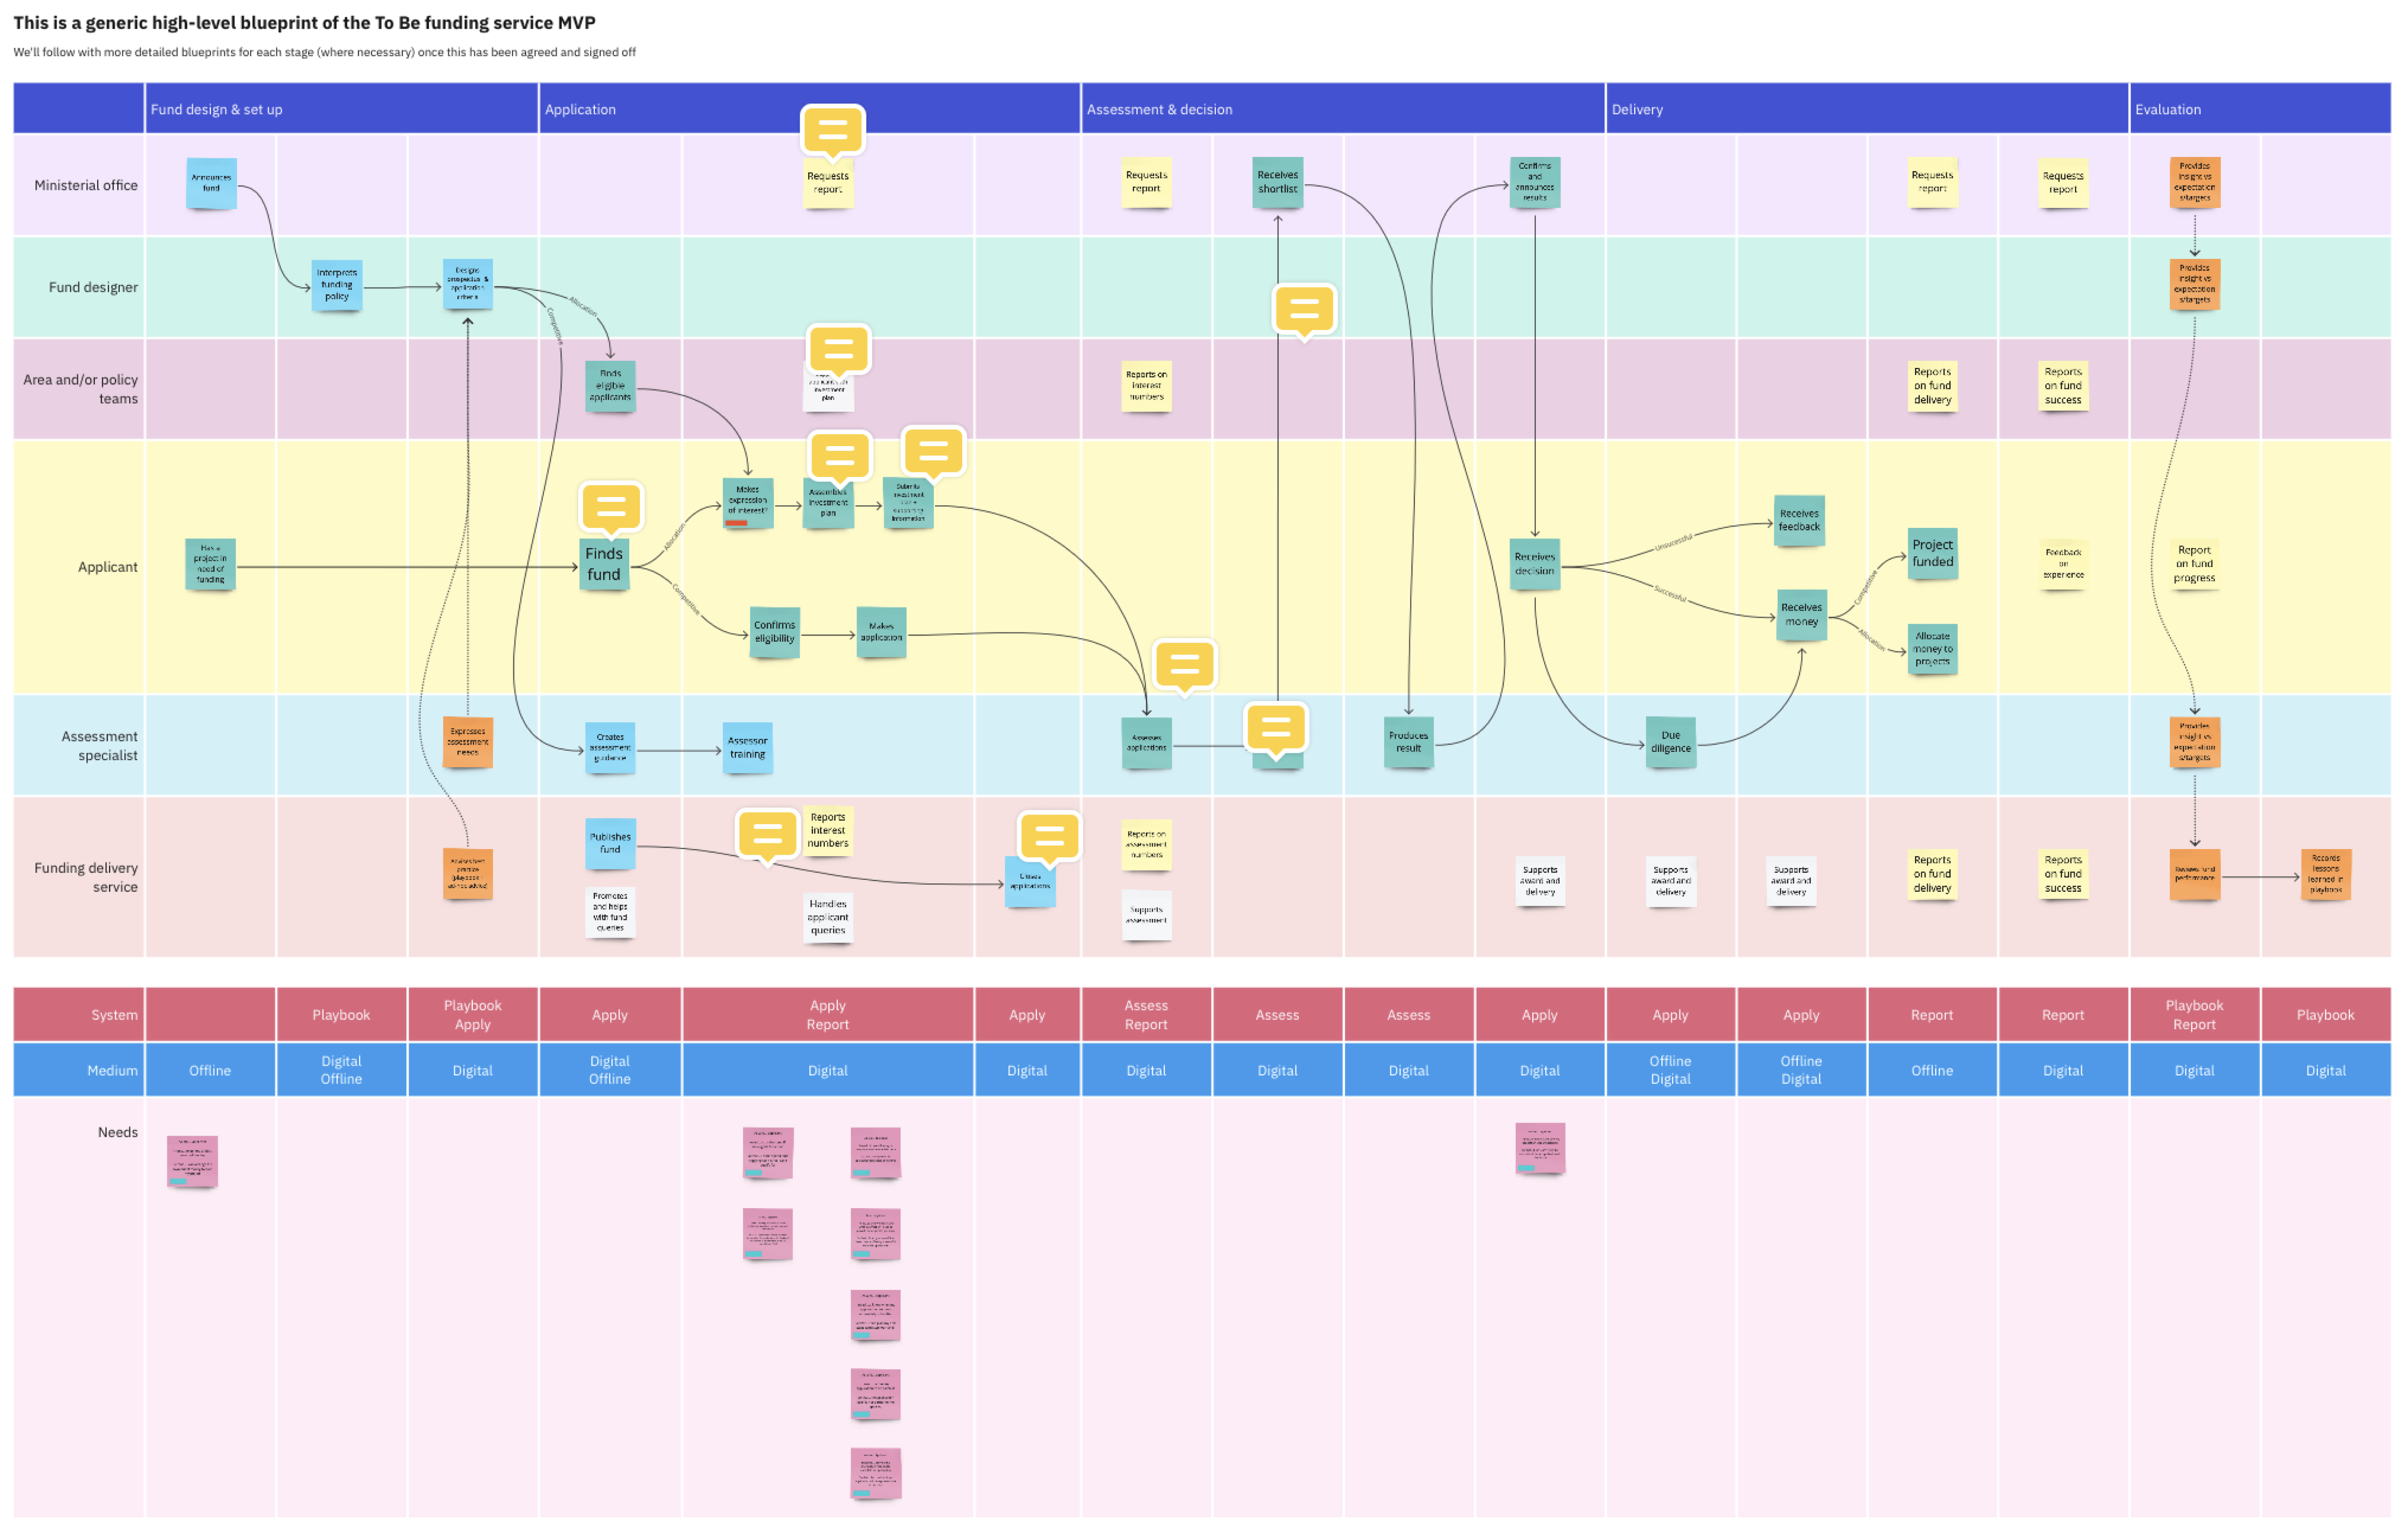 This is a generic high-level blueprint of the To Be funding service MVP
We'll follow with more detailed blueprints for each stage (where necessary) once this has been agreed and signed off
Fund design & set up
Application
Assessment & decision
Delivery
Evaluation
Ministerial office
Announces
fund
Requests
report
Requests
report
Receives
shortlist
Confirms
and
announces
results
Requests
report
Requests
report
Provides
insight vs
expectation
s/targets
Fund designer
Interprets
funding
policy
Designs
prospectus &
application
criteria
Allocation
Competitive
Provides
insight vs
expectation
s/targets
Area and/or policy
teams
Finds
eligible
applicants
investment
plan
Reports on
interest
numbers
Reports
on fund
delivery
Reports
on fund
success
Applicant
Has a
project in
need of
funding
Finds
fund
Allocation
Competitive
Makes
expression
of interest?
Assembles
investment
plan
Submits
investment
plan +
supporting
information
Confirms
eligibility
Makes
application
Receives
decision
Unsuccessful
Successful
Receives
feedback
Receives
money
Competitive
Allocation
Project
funded
Allocate
money to
projects
Feedback
on
experience
Report
on fund
progress
Assessment
specialist
Expresses
assessment
needs
Creates
assessment
guidance
Assessor
training
Assesses
applications
Produces
result
Due
diligence
Provides
insight vs
expectation
s/targets
Funding delivery
service
Advises best
practice
(playbook +
ad-hoc advice)
Publishes
fund
Promotes
and helps
with fund
queries
Reports
interest
numbers
Handles
applicant
queries
Closes
applications
Reports on
assessment
numbers
Supports
assessment
Supports
award and
delivery
Supports
award and
delivery
Supports
award and
delivery
Reports
on fund
delivery
Reports
on fund
success
Reviews fund
performance
Records
lessons
learned in
playbook
System
Playbook
Playbook
Apply
Apply
Apply
Report
Apply
Assess
Report
Assess
Assess
Apply
Apply
Apply
Report
Report
Playbook
Report
Playbook
Medium
Offline
Digital
Offline
Digital
Digital
Offline
Digital
Digital
Digital
Digital
Digital
Digital
Offline
Digital
Offline
Digital
Offline
Digital
Digital
Digital
Needs